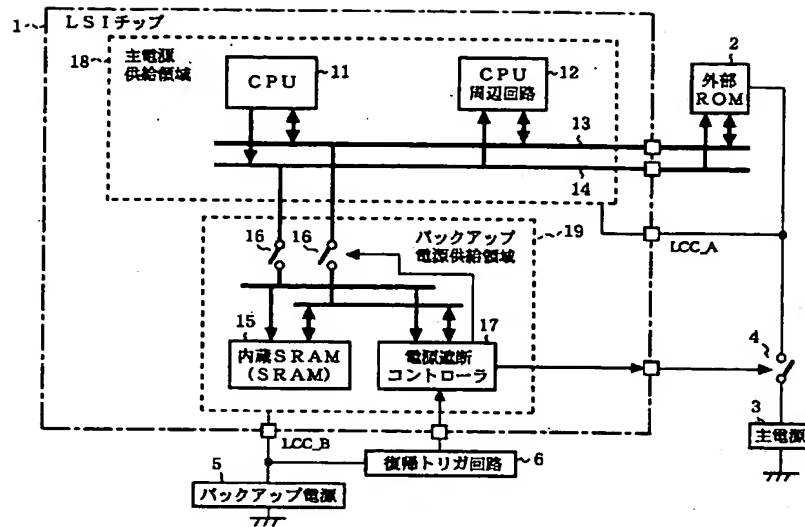 1
LSIチップ
18
主電源
供給領域
CPU
11
CPU
周辺回路
12
2
外部
ROM
13
14
16
16
バックアップ
電源供給領域
19
LCC_A
15
内蔵SRAM
(SRAM)
17
電源遮断
コントローラ
4
3
主電源
LCC_B
5
バックアップ電源
復帰トリガ回路
6